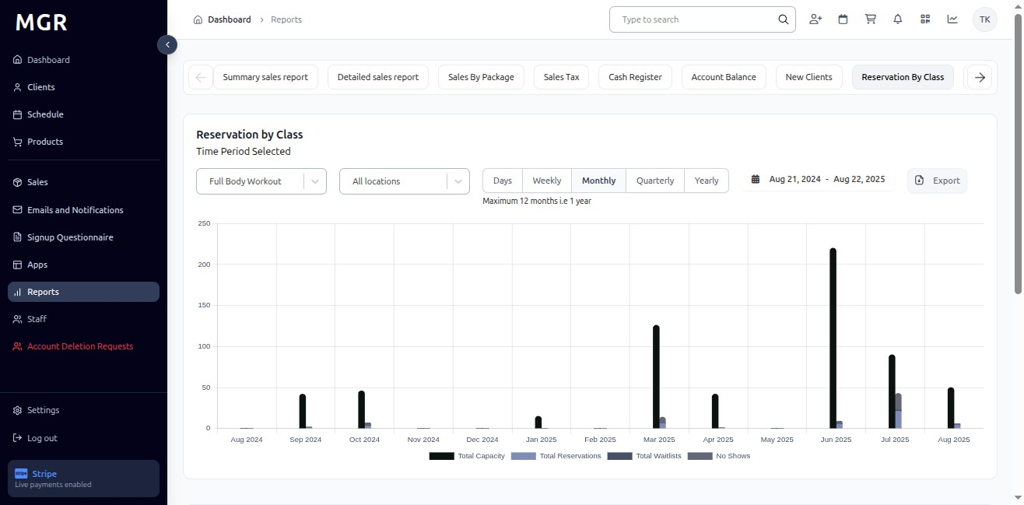 MGR
Dashboard
Clients
Schedule
Products
Sales
Emails and Notifications
Signup Questionnaire
Apps
Reports
Staff
Account Deletion Requests
Settings
Log out
stripe Stripe
Live payments enabled
Dashboard > Reports
Type to search
TK
Summary sales report
Detailed sales report
Sales By Package
Sales Tax
Cash Register
Account Balance
New Clients
Reservation By Class
Reservation by Class
Time Period Selected
Full Body Workout
All locations
Days
Weekly
Monthly
Quarterly
Yearly
Aug 21, 2024 - Aug 22, 2025
Export
Maximum 12 months i.e 1 year
250
200
150
100
50
0
Aug 2024 Sep 2024 Oct 2024 Nov 2024 Dec 2024 Jan 2025 Feb 2025 Mar 2025 Apr 2025 May 2025 Jun 2025 Jul 2025 Aug 2025
Total Capacity Total Reservations Total Waitlists No Shows